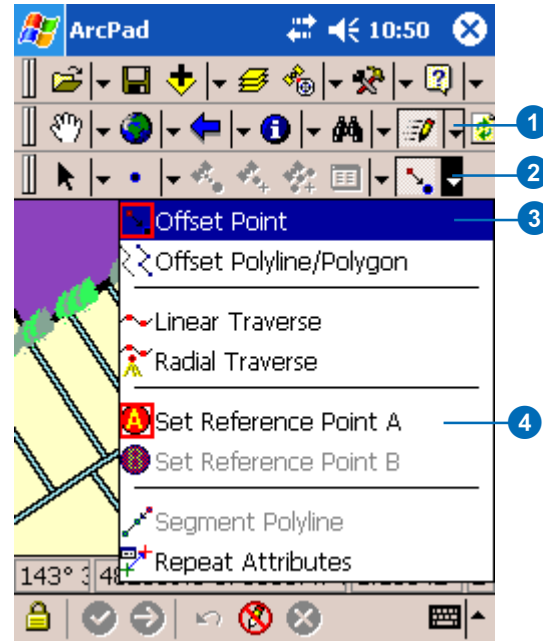 ArcPad 10:50
1
2
3
Offset Point
Offset Polyline/Polygon
Linear Traverse
Radial Traverse
A Set Reference Point A
4
Set Reference Point B
Segment Polyline
Repeat Attributes
143°